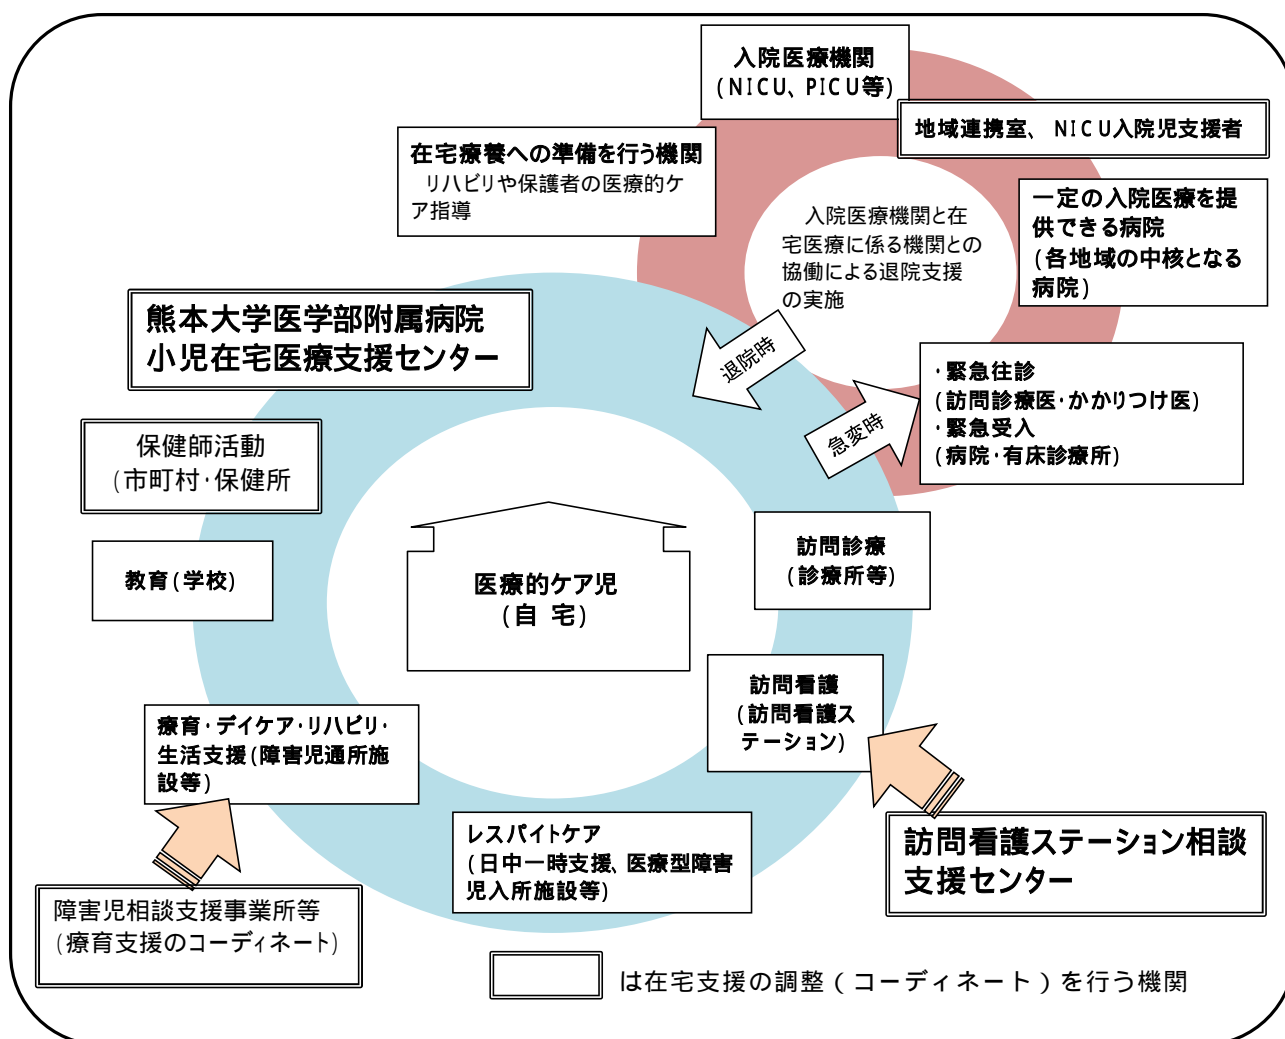 入院医療機関
(NICU、PICU等)
地域連携室、NICU入院児支援者
在宅療養への準備を行う機関
リハビリや保護者の医療的ケ
ア指導
一定の入院医療を提
供できる病院
(各地域の中核となる
病院)
入院医療機関と在
宅医療に係る機関との
協働による退院支援
の実施
熊本大学医学部附属病院
小児在宅医療支援センター
退院時
急変時
・緊急往診
(訪問診療医・かかりつけ医)
・緊急受入
(病院・有床診療所)
保健師活動
(市町村・保健所
訪問診療
(診療所等)
教育(学校)
医療的ケア児
(自 宅)
訪問看護
(訪問看護ス
テーション)
療育・デイケア・リハビリ・
生活支援(障害児通所施
設等)
レスパイトケア
(日中一時支援、医療型障害
児入所施設等)
訪問看護ステーション相談
支援センター
障害児相談支援事業所等
(療育支援のコーディネート)
は在宅支援の調整(コーディネート)を行う機関